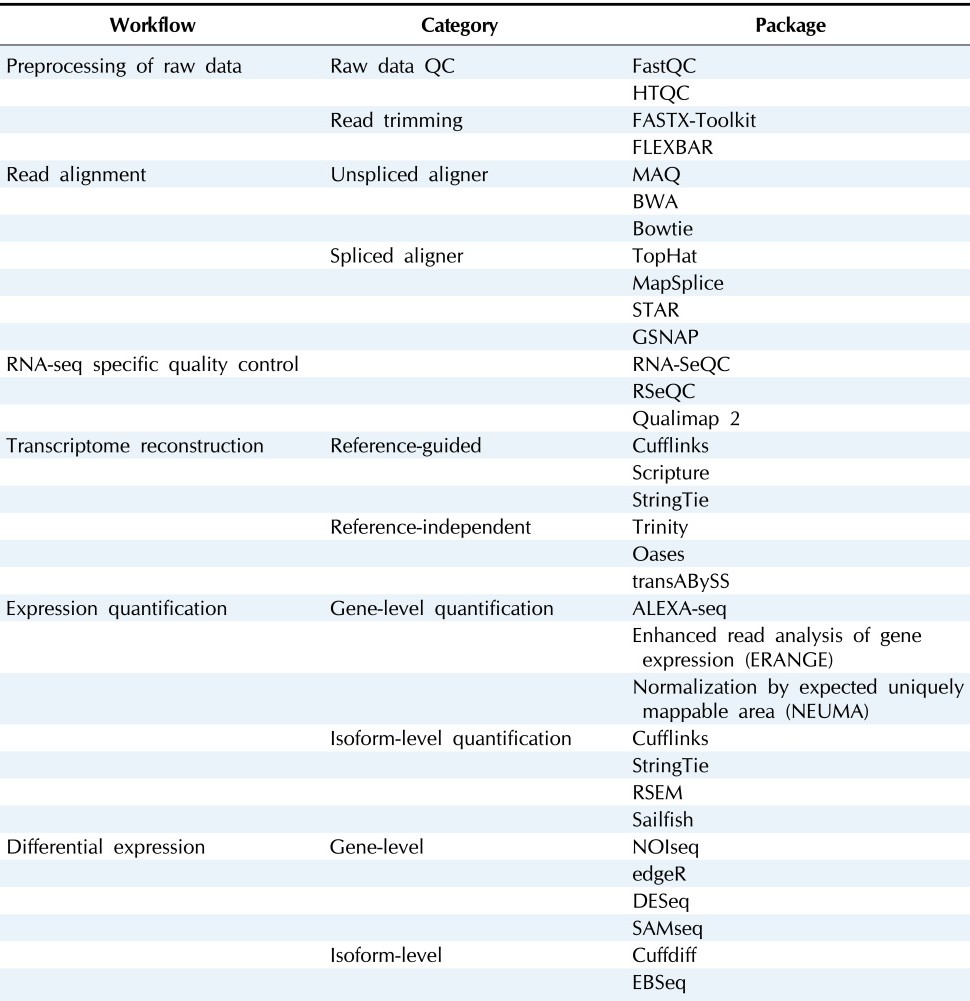 Workflow Category Package
Preprocessing of raw data Raw data QC FastQC
HTQC
Read trimming FASTX-Toolkit
FLEXBAR
Read alignment Unspliced aligner MAQ
BWA
Bowtie
Spliced aligner TopHat
MapSplice
STAR
GSNAP
RNA-seq specific quality control RNA-SeQC
RSeQC
Qualimap 2
Transcriptome reconstruction Reference-guided Cufflinks
Scripture
StringTie
Reference-independent Trinity
Oases
transABySS
Expression quantification Gene-level quantification ALEXA-seq
Enhanced read analysis of gene
expression (ERANGE)
Normalization by expected uniquely
mappable area (NEUMA)
Isoform-level quantification Cufflinks
StringTie
RSEM
Sailfish
Differential expression Gene-level NOIseq
edgeR
DESeq
SAMseq
Isoform-level Cuffdiff
EBSeq